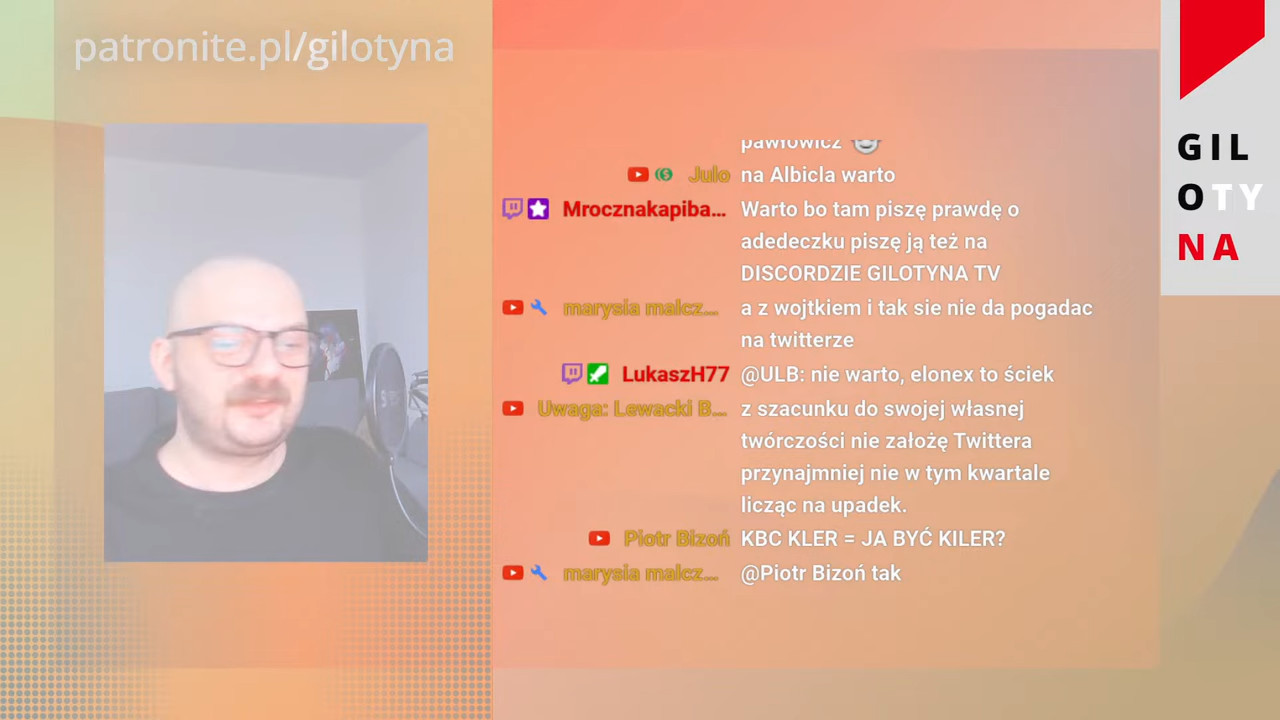 patronite.pl/gilotyna
pawłowicz
Julo na Albicla warto
Mrocznakapiba... Warto bo tam piszę prawdę o
adedeczku piszę ją też na
DISCORDZIE GILOTYNA TV
marysia malcz... a z wojtkiem i tak sie nie da pogadac
na twitterze
LukaszH77 @ULB: nie warto, elonex to ściek
Uwaga: Lewacki B... z szacunku do swojej własnej
twórczości nie założę Twittera
przynajmniej nie w tym kwartale
licząc na upadek.
Piotr Bizoń KBC KLER = JA BYĆ KILER?
marysia malcz... @Piotr Bizoń tak
GIL
OTY
NA